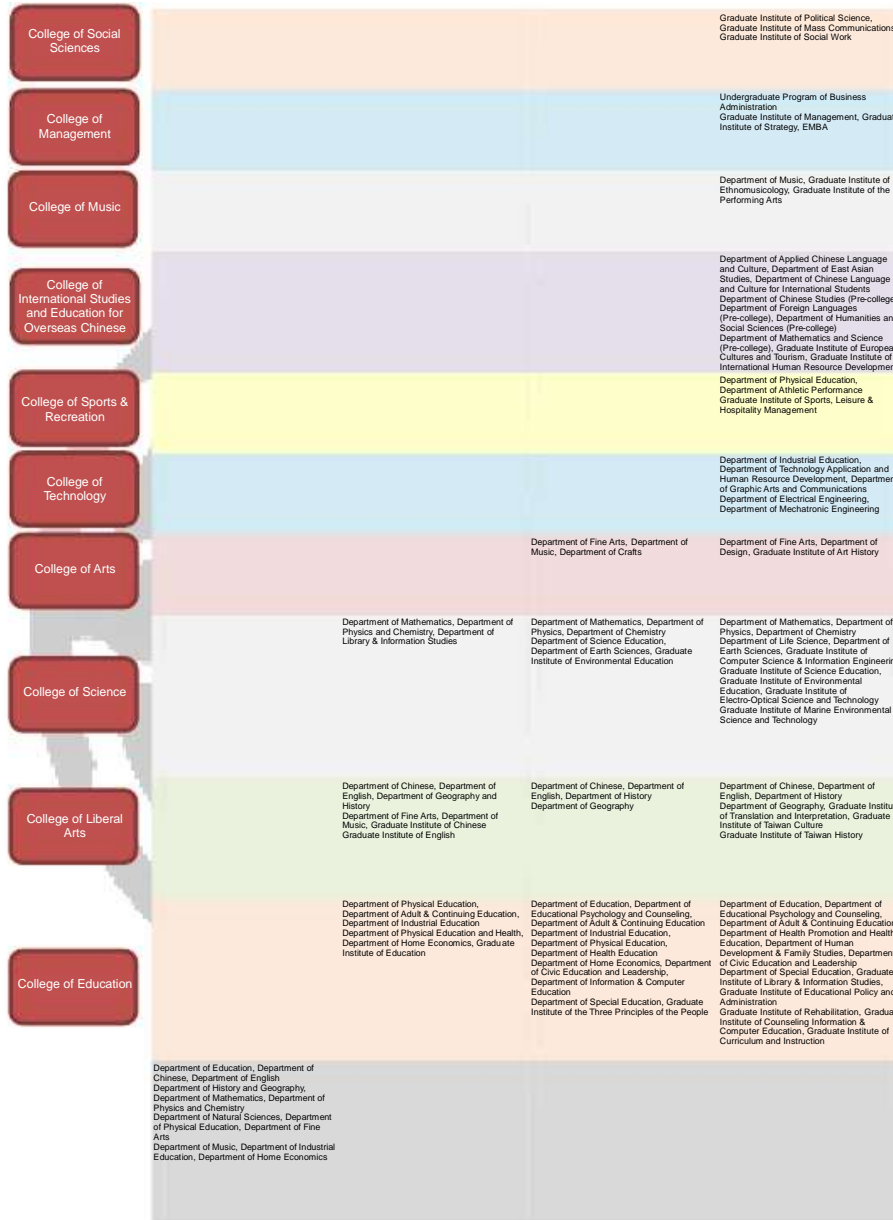 College of Social
Sciences
Graduate Institute of Political Science,
Graduate Institute of Mass Communications
Graduate Institute of Social Work
College of
Management
Undergraduate Program of Business
Administration
Graduate Institute of Management,
Institute of Strategy, EMBA
College of Music
Department of Music, Graduate Institute of
Ethnomusicology, Graduate Institute of the
Performing Arts
College of
International Studies
and Education for
Overseas Chinese
Department of Applied Chinese Language
and Culture, Department of East Asian
Studies, Department of Chinese Language
and Culture for International Students
Department of Chinese Studies (Pre-college
Department of Foreign Languages
(Pre-college), Department of Humanities
Social Sciences (Pre-college)
Department of Mathematics and Science
(Pre-college), Graduate Institute of
Cultures and Tourism, Graduate Institute of
International Human Resource
College of Sports &
Recreation
Department of Physical Education,
Department of Athletic Performance
Graduate Institute of Sports, Leisure &
Hospitality Management
College of
Technology
Department of Industrial Education,
Department of Technology Application and
Human Resource Development,
of Graphic Arts and Communications
Department of Electrical Engineering,
Department of Mechatronic Engineering
College of Arts
Department of Fine Arts, Department of
Music, Department of Crafts
Department of Fine Arts, Department of
Design, Graduate Institute of Art History
College of Science
Department of Mathematics, Department of
Physics and Chemistry, Department of
Library & Information Studies
Department of Mathematics, Department of
Physics, Department of Chemistry
Department of Science Education,
Department of Earth Sciences, Graduate
Institute of Environmental Education
Department of Mathematics, Department of
Physics, Department of Chemistry
Department of Life Science, Department of
Earth Sciences, Graduate Institute of
Computer Science & Information
Graduate Institute of Science Education,
Graduate Institute of Environmental
Education, Graduate Institute of
Electro-Optical Science and Technology
Graduate Institute of Marine Environmental
Science and Technology
College of Liberal
Arts
Department of Chinese, Department of
English, Department of Geography and
History
Department of Fine Arts, Department of
Music, Graduate Institute of Chinese
Graduate Institute of English
Department of Chinese, Department of
English, Department of History
Department of Geography
Department of Chinese, Department of
English, Department of History
Department of Geography, Graduate
of Translation and Interpretation, Graduate
Institute of Taiwan Culture
Graduate Institute of Taiwan History
College of Education
Department of Physical Education,
Department of Adult & Continuing Education,
Department of Industrial Education
Department of Physical Education and Health,
Department of Home Economics, Graduate
Institute of Education
Department of Education, Department of
Educational Psychology and Counseling,
Department of Adult & Continuing Education
Department of Industrial Education,
Department of Physical Education,
Department of Health Education
Department of Home Economics, Department
of Civic Education and Leadership,
Department of Information & Computer
Education
Department of Special Education, Graduate
Institute of the Three Principles of the People
Department of Education, Department of
Educational Psychology and Counseling,
Department of Adult & Continuing Education
Department of Health Promotion and Health
Education, Department of Human
Development & Family Studies,
of Civic Education and Leadership
Department of Special Education, Graduate
Institute of Library & Information Studies,
Graduate Institute of Educational Policy and
Administration
Graduate Institute of Rehabilitation,
Institute of Counseling Information &
Computer Education, Graduate Institute of
Curriculum and Instruction
Department of Education, Department of
Chinese, Department of English
Department of History and Geography,
Department of Mathematics, Department of
Physics and Chemistry
Department of Natural Sciences, Department
of Physical Education, Department of Fine
Arts
Department of Music, Department of Industrial
Education, Department of Home Economics